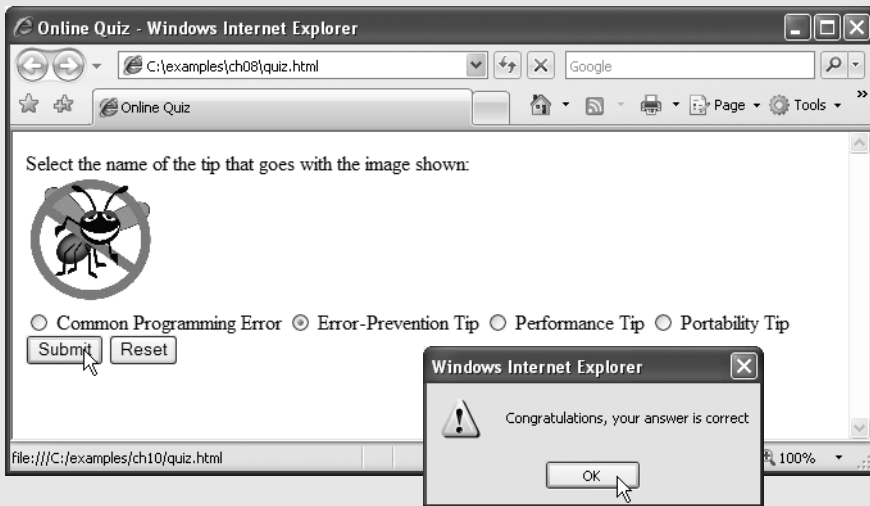 Online Quiz - Windows Internet Explorer
C:\examples\ch08\quiz.html
Google
Online Quiz
Page
Tools
»
Select the name of the tip that goes with the image shown:
Common Programming Error Error-Prevention Tip Performance Tip Portability Tip
Submit Reset
Windows Internet Explorer
Congratulations, your answer is correct
OK
file:///C:/examples/ch10/quiz.html
100%